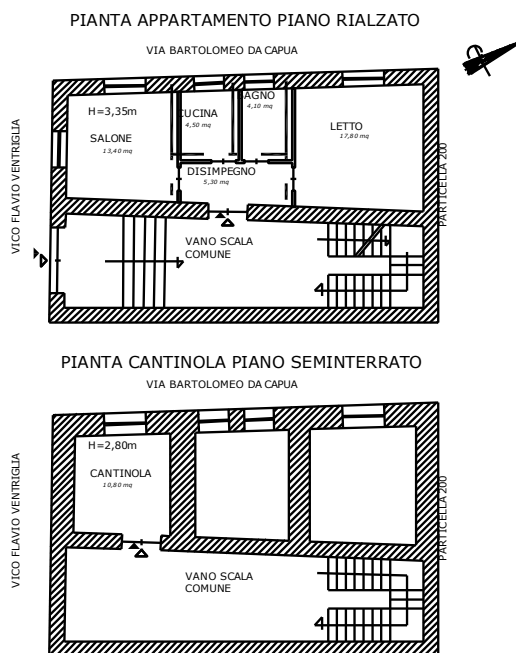 PIANTA APPARTAMENTO PIANO RIALZATO
VIA BARTOLOMEO DA CAPUA
VICO FLAVIO VENTRIGLIA
H=3,35m
SALONE
13,40 mq
CUCINA
4,50 mq
BAGNO
4,10 mq
LETTO
17,80 mq
DISIMPEGNO
5,30 mq
PARTICELLA 200
VANO SCALA
COMUNE
PIANTA CANTINOLA PIANO SEMINTERRATO
VIA BARTOLOMEO DA CAPUA
VICO FLAVIO VENTRIGLIA
H=2,80m
CANTINOLA
10,80 mq
PARTICELLA 200
VANO SCALA
COMUNE